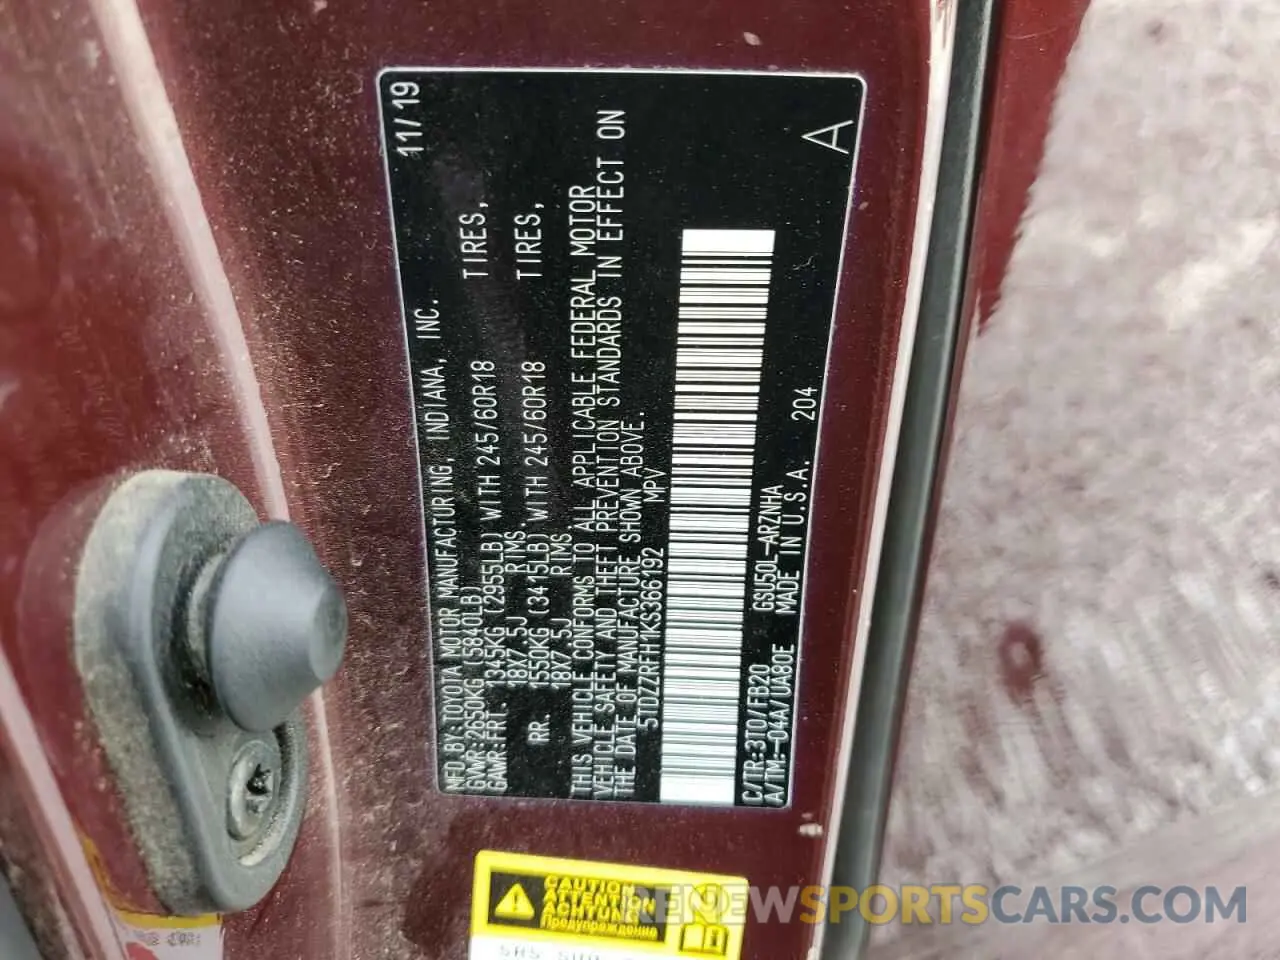 MFD. BY: TOYOTA MOTOR MANUFACTURING, INDIANA, INC. 11/19
GVWR: 2650KG (5840LB)
GAWR: FRT. 1345KG (2955LB) WITH 245/60R18 TIRES,
18X7.5J RIMS,
RR. 1550KG (3415LB) WITH 245/60R18 TIRES,
18X7.5J RIMS,
THIS VEHICLE CONFORMS TO ALL APPLICABLE FEDERAL MOTOR
VEHICLE SAFETY AND THEFT PREVENTION STANDARDS IN EFFECT ON
THE DATE OF MANUFACTURE SHOWN ABOVE.
5TDZZRFH1KS366192 MPV
C/TR: 3T0/FB20 GSU50L-ARZNHA
A/TM: -04A/UA80E MADE IN U.S.A. 204
A
CAUTION
ATTENTION
ACHTUNG
Предупреждение
RENEWSPORTSCARS.COM